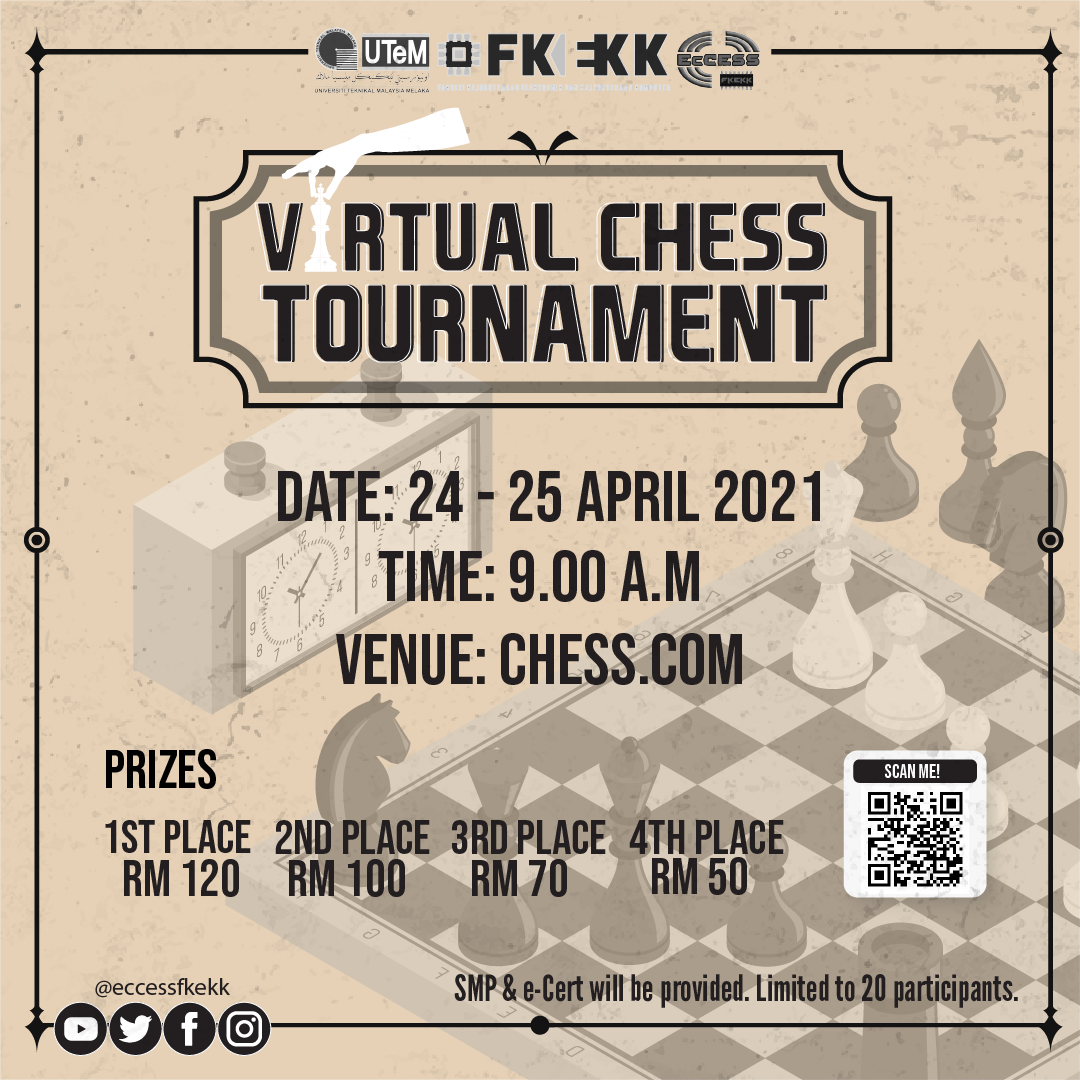 UTeM
UNIVERSITI TEKNIKAL MALAYSIA MELAKA
FKEKK
ECCESS
FKEKK
VIRTUAL CHESS
TOURNAMENT
DATE: 24 - 25 APRIL 2021
TIME: 9.00 A.M
VENUE: CHESS.COM
PRIZES
1ST PLACE 2ND PLACE 3RD PLACE 4TH PLACE
RM 120 RM 100 RM 70 RM 50
SCAN ME!
@eccessfkekk
SMP & e-Cert will be provided. Limited to 20 participants.